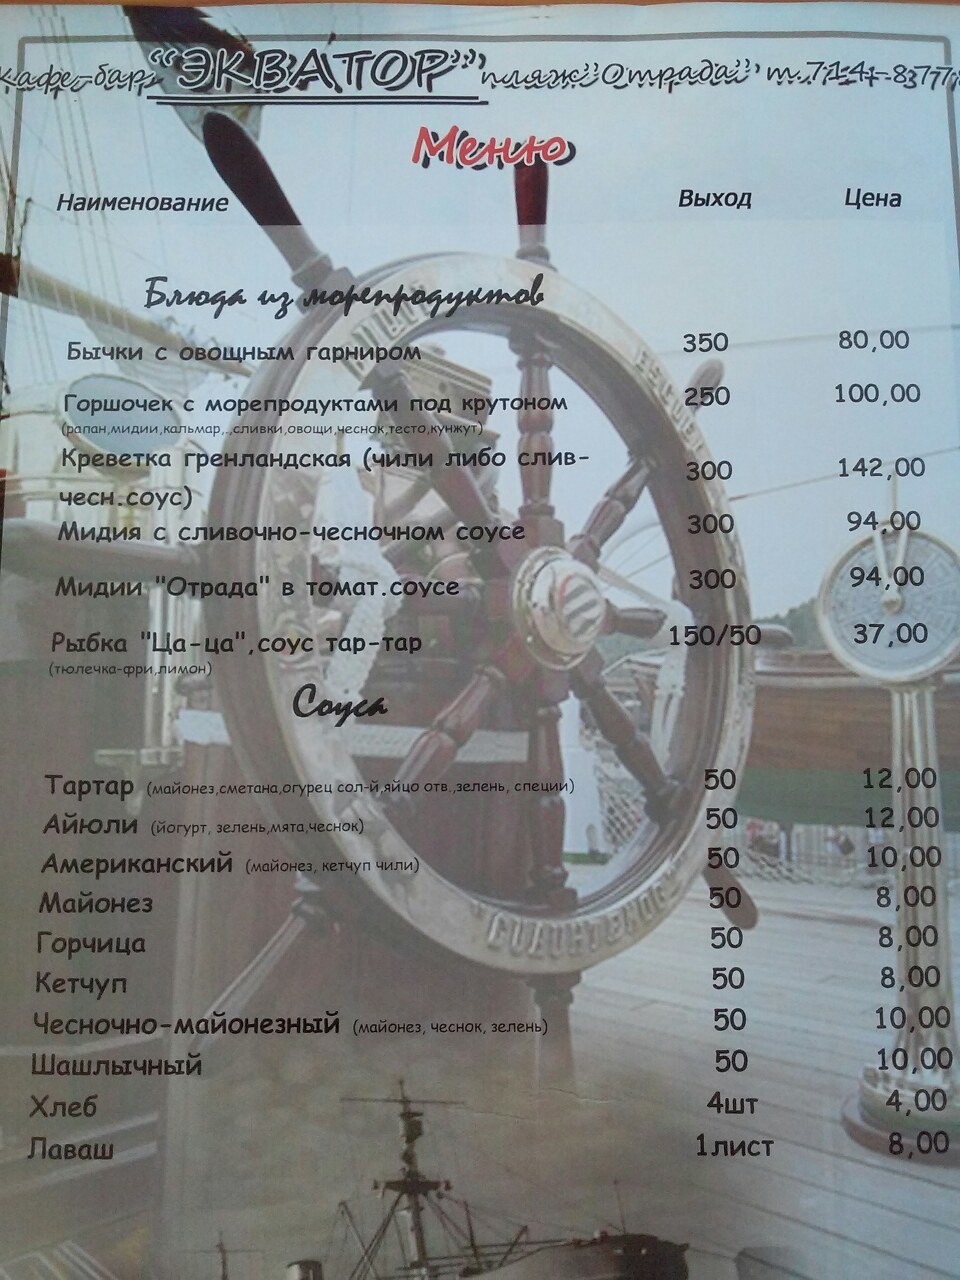 Кафе-бар "ЭКВАТОР" пляж "Отрада" т.
Меню
Наименование Выход Цена
Блюда из морепродуктов
Бычки с овощным гарниром 350 80,00
Горшочек с морепродуктами под крутоном 250 100,00
(рапан,мидии,кальмар,.,сливки,овощи,чеснок,тесто,кунжут)
Креветка гренландская (чили либо слив-
чесн.соус) 300 142,00
Мидия с сливочно-чесночном соусе 300 94,00
Мидии "Отрада" в томат.соусе 300 94,00
Рыбка "Ца-ца",соус тар-тар 150/50 37,00
(тюлечка-фри,лимон)
Соуса
Тартар (майонез,сметана,огурец сол-й,яйцо отв.,зелень, специи) 50 12,00
Айюли (йогурт, зелень,мята,чеснок) 50 12,00
Американский (майонез, кетчуп чили) 50 10,00
Майонез 50 8,00
Горчица 50 8,00
Кетчуп 50 8,00
Чесночно-майонезный (майонез, чеснок, зелень) 50 10,00
Шашлычный 50 10,00
Хлеб 4шт 4,00
Лаваш 1лист 8,00